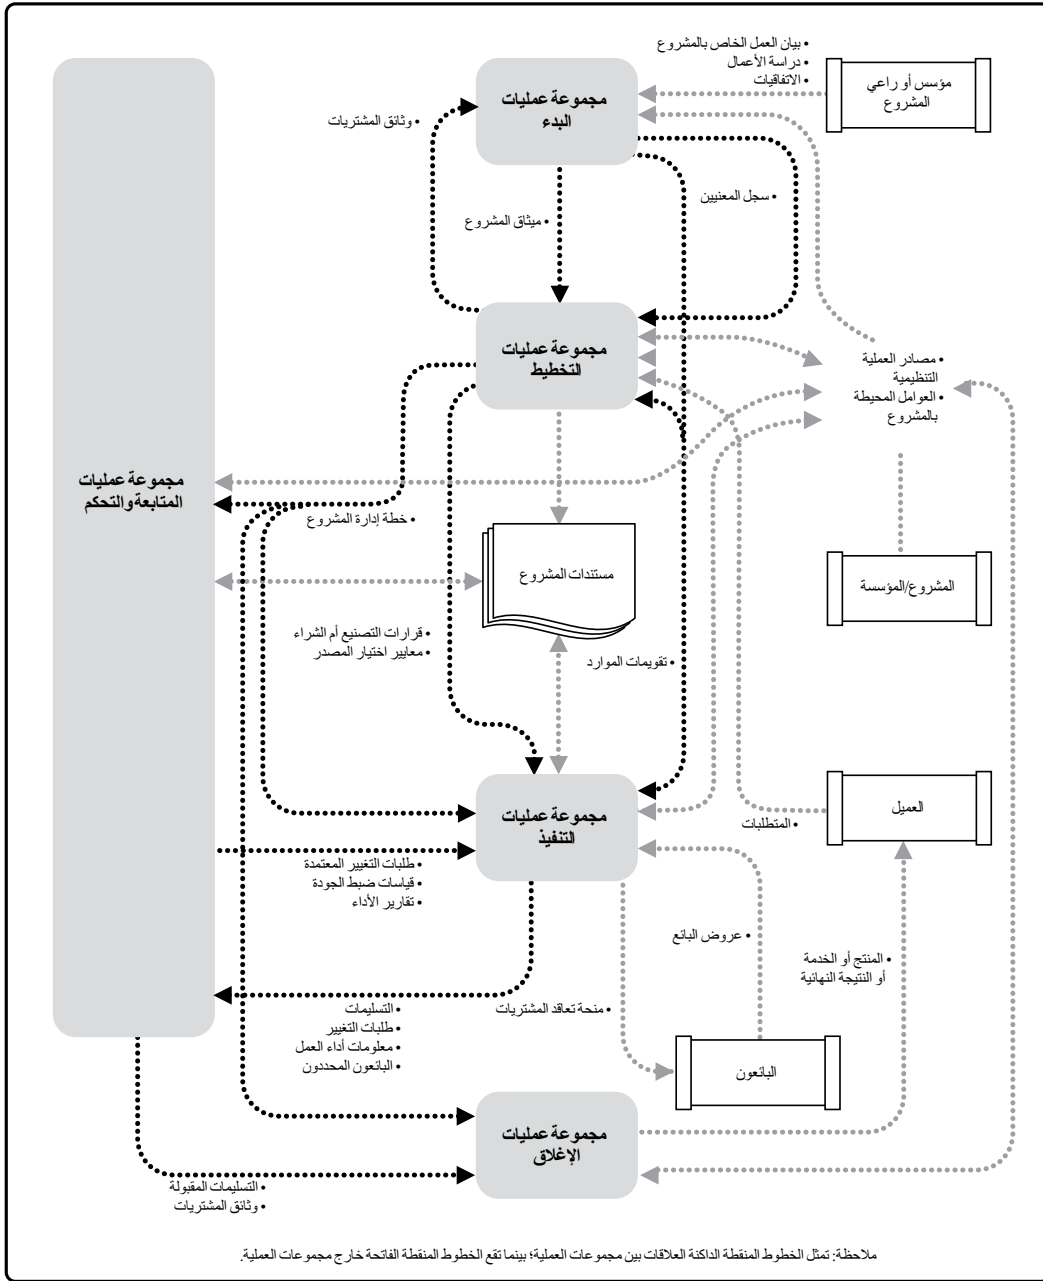 • بيان العمل الخاص بالمشروع
• دراسة الأعمال
• الاتفاقيات
مؤسس أو راعي
المشروع
مجموعة عمليات
البدء
• وثائق المشتريات
• سجل المعنيين
• ميثاق المشروع
مجموعة عمليات
التخطيط
• مصادر العملية
التنظيمية
• العوامل المحيطة
بالمشروع
مجموعة عمليات
المتابعة والتحكم
• خطة إدارة المشروع
مستندات المشروع
المشروع/المؤسسة
• قرارات التصنيع أم الشراء
• معايير اختيار المصدر
• تقويمات الموارد
العميل
• المتطلبات
مجموعة عمليات
التنفيذ
• طلبات التغيير المعتمدة
• قياسات ضبط الجودة
• تقارير الأداء
• عروض البائع
• المنتج أو الخدمة
أو النتيجة النهائية
• منحة تعاقد المشتريات
• التسليمات
• طلبات التغيير
• معلومات أداء العمل
• البائعون المحددون
البائعون
مجموعة عمليات
الإغلاق
• التسليمات المقبولة
• وثائق المشتريات
ملاحظة: تمثل الخطوط المنقطة الداكنة العلاقات بين مجموعات العملية؛ بينما تقع الخطوط المنقطة الفاتحة خارج مجموعات العملية.